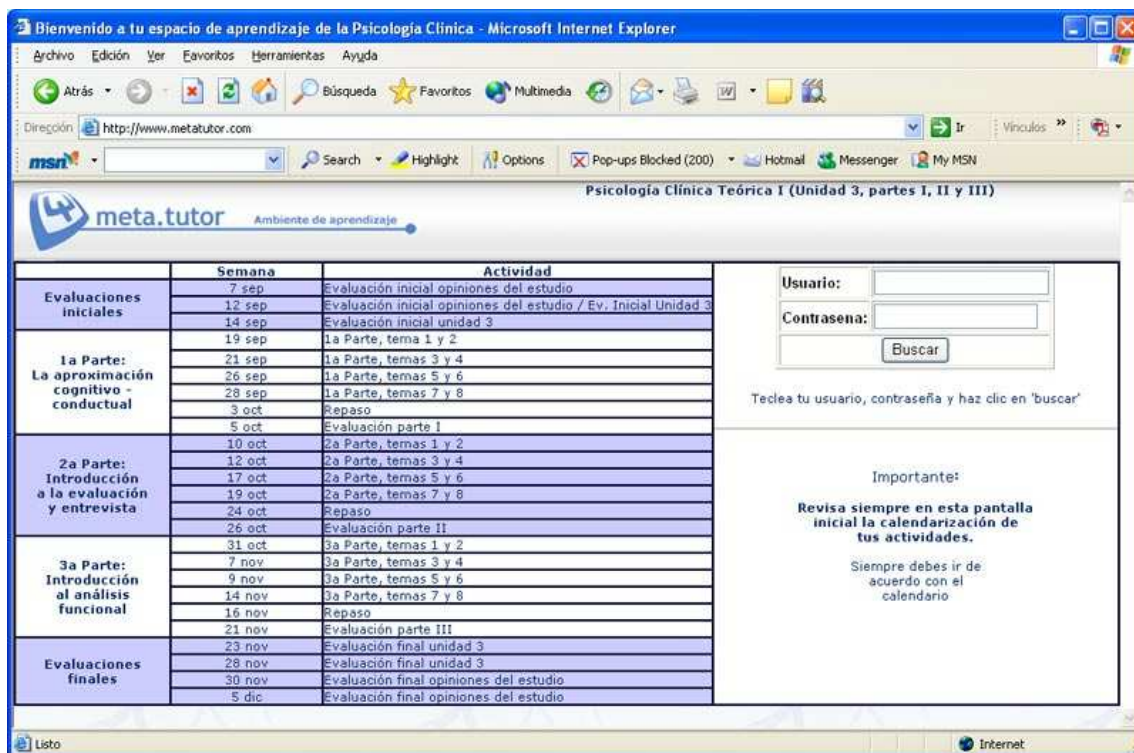 Bienvenido a tu espacio de aprendizaje de la Psicología Clínica - Microsoft Internet Explorer
Archivo Edición Ver Favoritos Herramientas Ayuda
Atrás Búsqueda Favoritos Multimedia
Dirección http://www.metatutor.com Ir Vínculos »
msn Search Highlight Options Pop-ups Blocked (200) Hotmail Messenger My MSN
meta.tutor Ambiente de aprendizaje
Psicología Clínica Teórica I (Unidad 3, partes I, II y III)
Semana Actividad
Evaluaciones
iniciales
7 sep Evaluación inicial opiniones del estudio
12 sep Evaluación inicial opiniones del estudio / Ev. Inicial Unidad 3
14 sep Evaluación inicial unidad 3
1a Parte:
La aproximación
cognitivo -
conductual
19 sep 1a Parte, tema 1 y 2
21 sep 1a Parte, temas 3 y 4
26 sep 1a Parte, temas 5 y 6
28 sep 1a Parte, temas 7 y 8
3 oct Repaso
5 oct Evaluación parte I
2a Parte:
Introducción
a la evaluación
y entrevista
10 oct 2a Parte, temas 1 y 2
12 oct 2a Parte, temas 3 y 4
17 oct 2a Parte, temas 5 y 6
19 oct 2a Parte, temas 7 y 8
24 oct Repaso
26 oct Evaluación parte II
3a Parte:
Introducción
al análisis
funcional
31 oct 3a Parte, temas 1 y 2
7 nov 3a Parte, temas 3 y 4
9 nov 3a Parte, temas 5 y 6
14 nov 3a Parte, temas 7 y 8
16 nov Repaso
21 nov Evaluación parte III
Evaluaciones
finales
23 nov Evaluación final unidad 3
28 nov Evaluación final unidad 3
30 nov Evaluación final opiniones del estudio
5 dic Evaluación final opiniones del estudio
Usuario:
Contrasena:
Buscar
Teclea tu usuario, contraseña y haz clic en 'buscar'
Importante:
Revisa siempre en esta pantalla
inicial la calendarización de
tus actividades.
Siempre debes ir de
acuerdo con el
calendario
Listo Internet